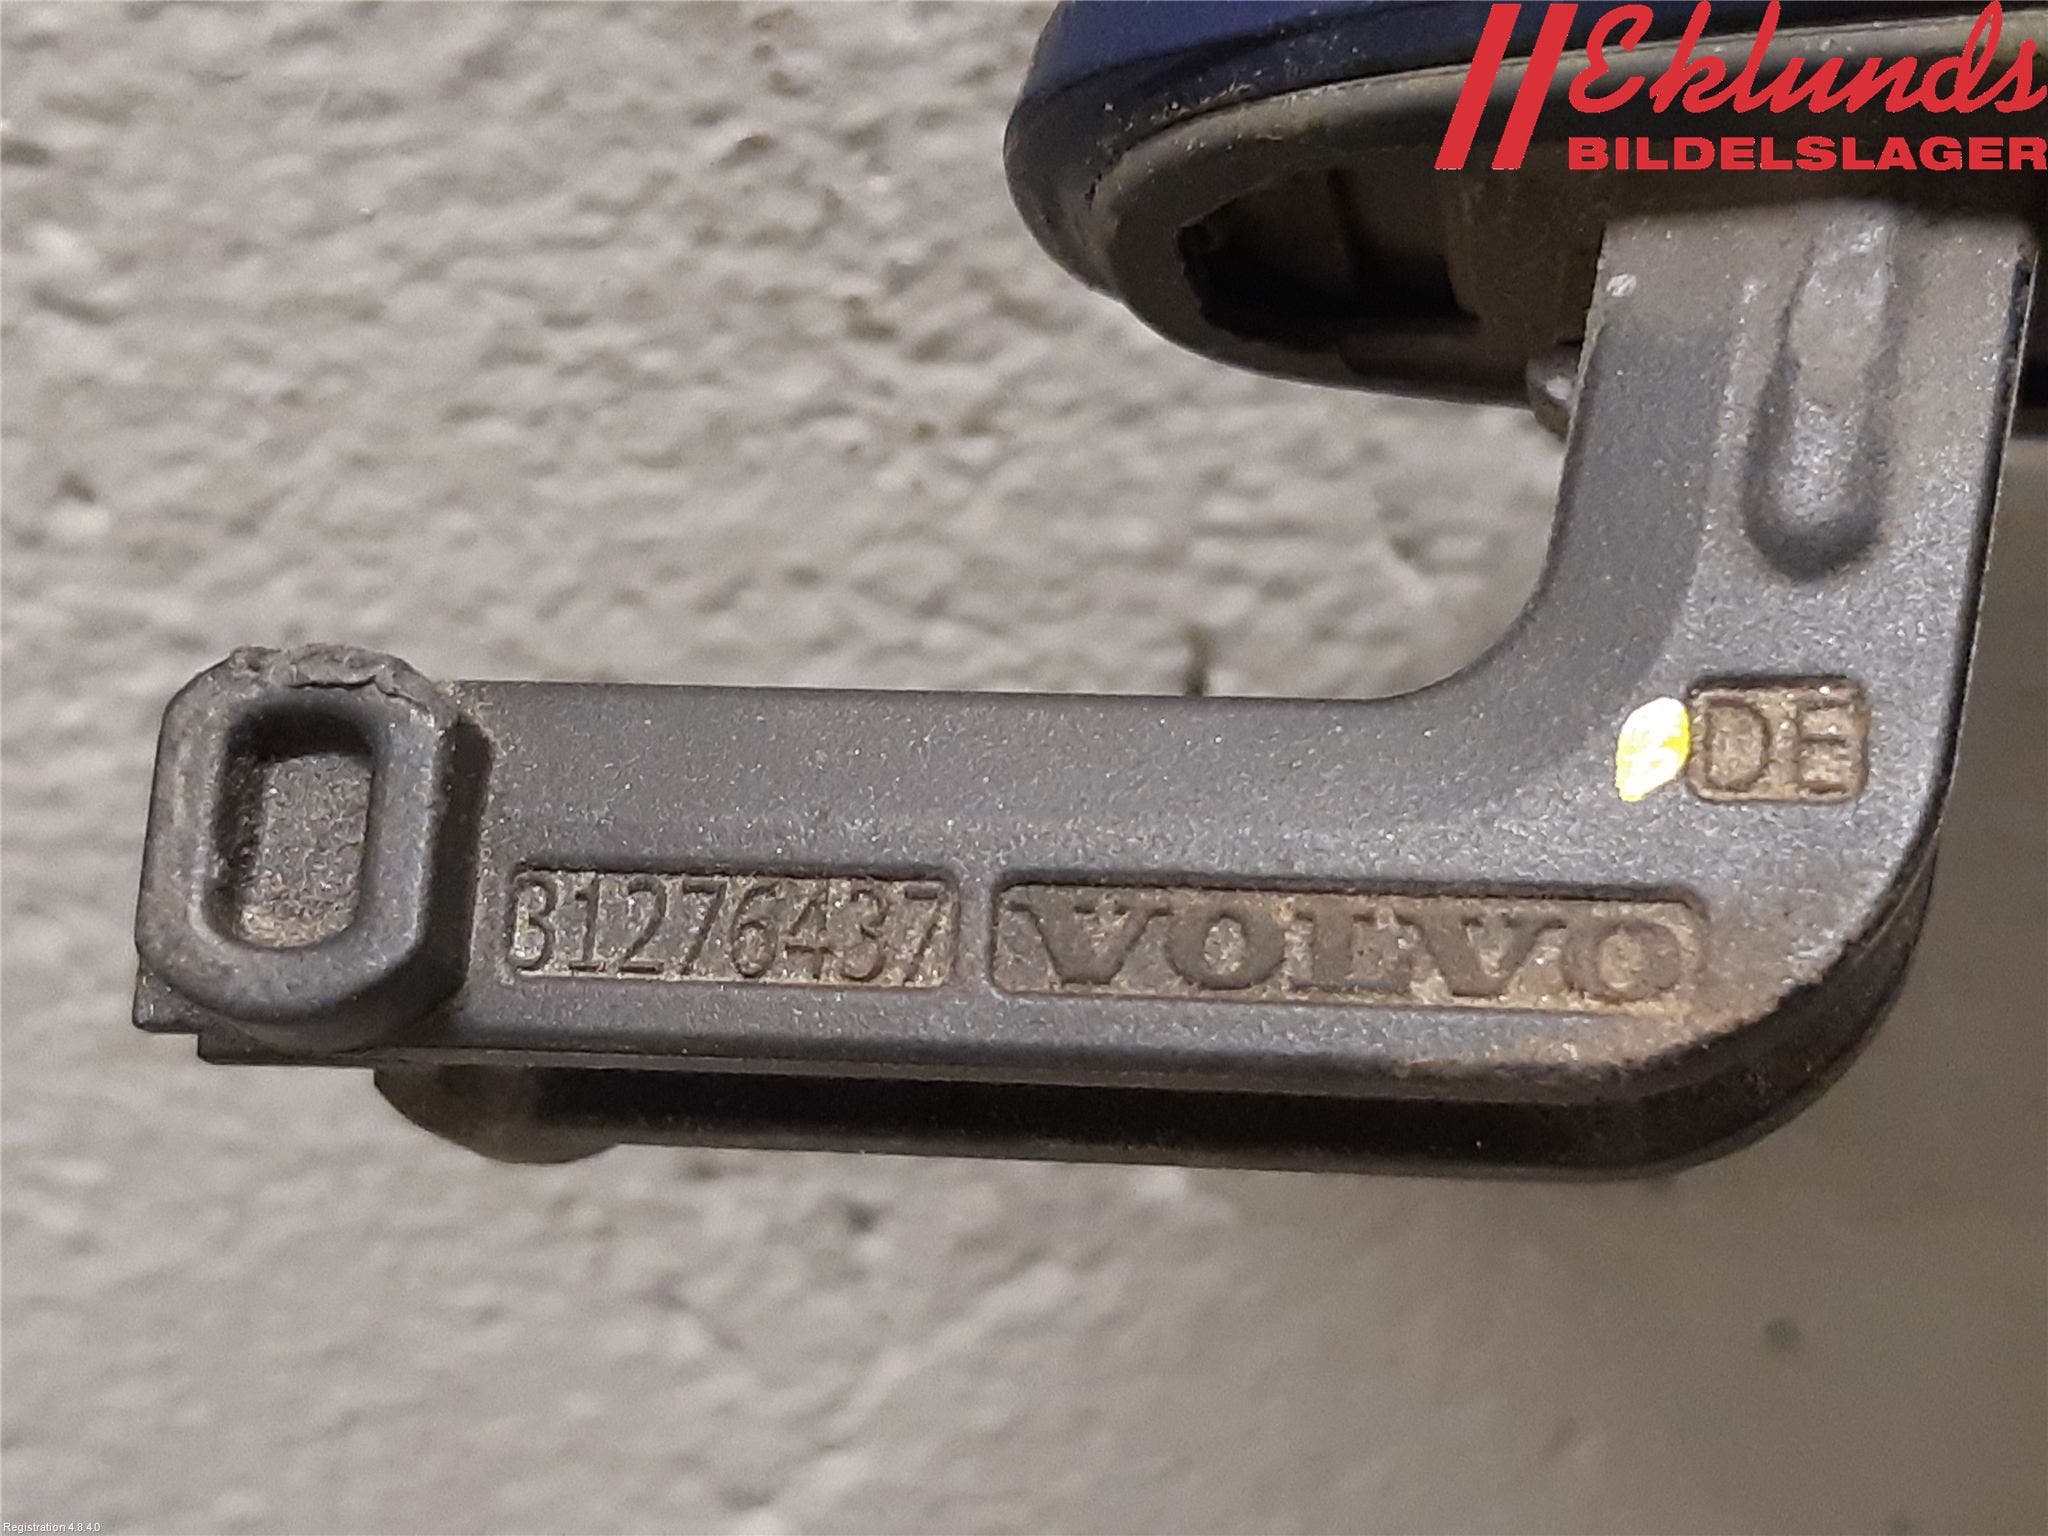 Eklunds
BILDELSLAGER
DE
31276437
VOLVO
Registration 4.8.4.0